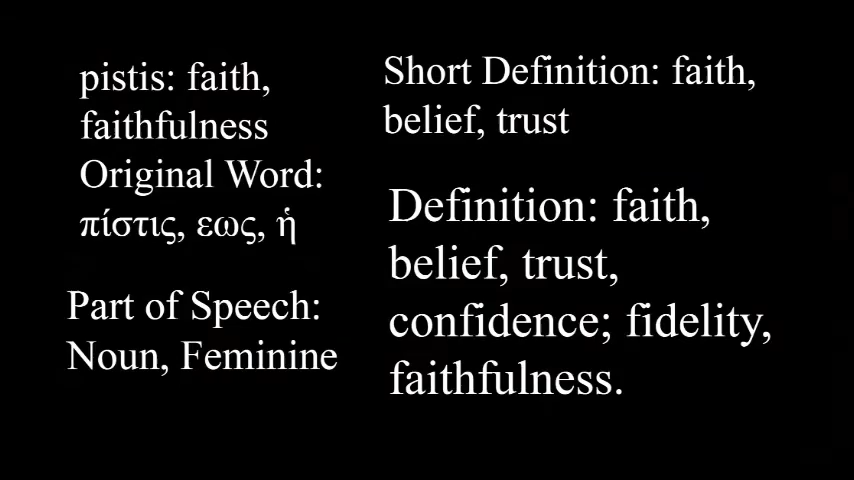 pistis: faith,
faithfulness
Original Word:
πίστις, εως, ἡ
Part of Speech:
Noun, Feminine
Short Definition: faith,
belief, trust
Definition: faith,
belief, trust,
confidence; fidelity,
faithfulness.